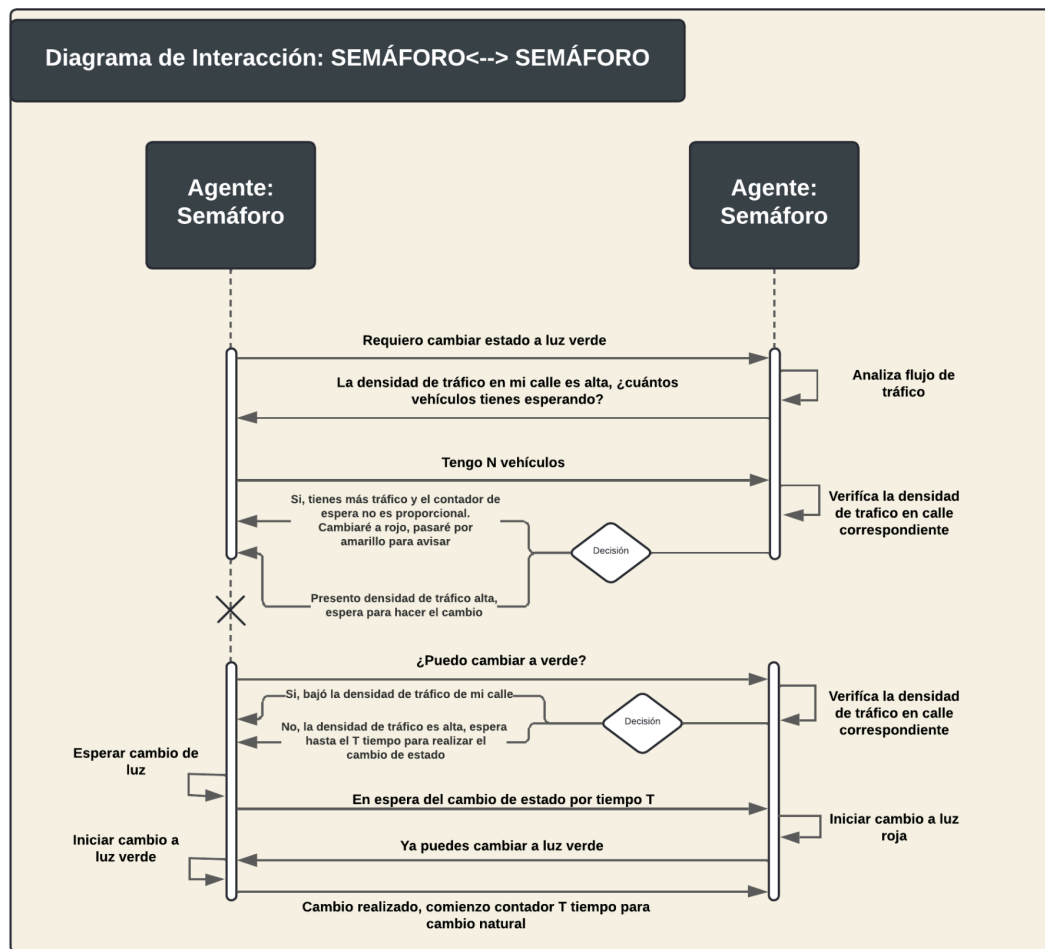 Diagrama de Interacción: SEMÁFORO<--> SEMÁFORO
Agente:
Semáforo
Agente:
Semáforo
Requiero cambiar estado a luz verde
Analiza flujo de
tráfico
La densidad de tráfico en mi calle es alta, ¿cuántos
vehículos tienes esperando?
Tengo N vehículos
Verifíca la densidad
de trafico en calle
correspondiente
Si, tienes más tráfico y el contador de
espera no es proporcional.
Cambiaré a rojo, pasaré por
amarillo para avisar
Decisión
Presento densidad de tráfico alta,
espera para hacer el cambio
¿Puedo cambiar a verde?
Si, bajó la densidad de tráfico de mi calle
Verifíca la densidad
de tráfico en calle
correspondiente
Decisión
No, la densidad de tráfico es alta, espera
hasta el T tiempo para realizar el
cambio de estado
Esperar cambio de
luz
En espera del cambio de estado por tiempo T
Iniciar cambio a luz
roja
Iniciar cambio a
luz verde
Ya puedes cambiar a luz verde
Cambio realizado, comienzo contador T tiempo para
cambio natural